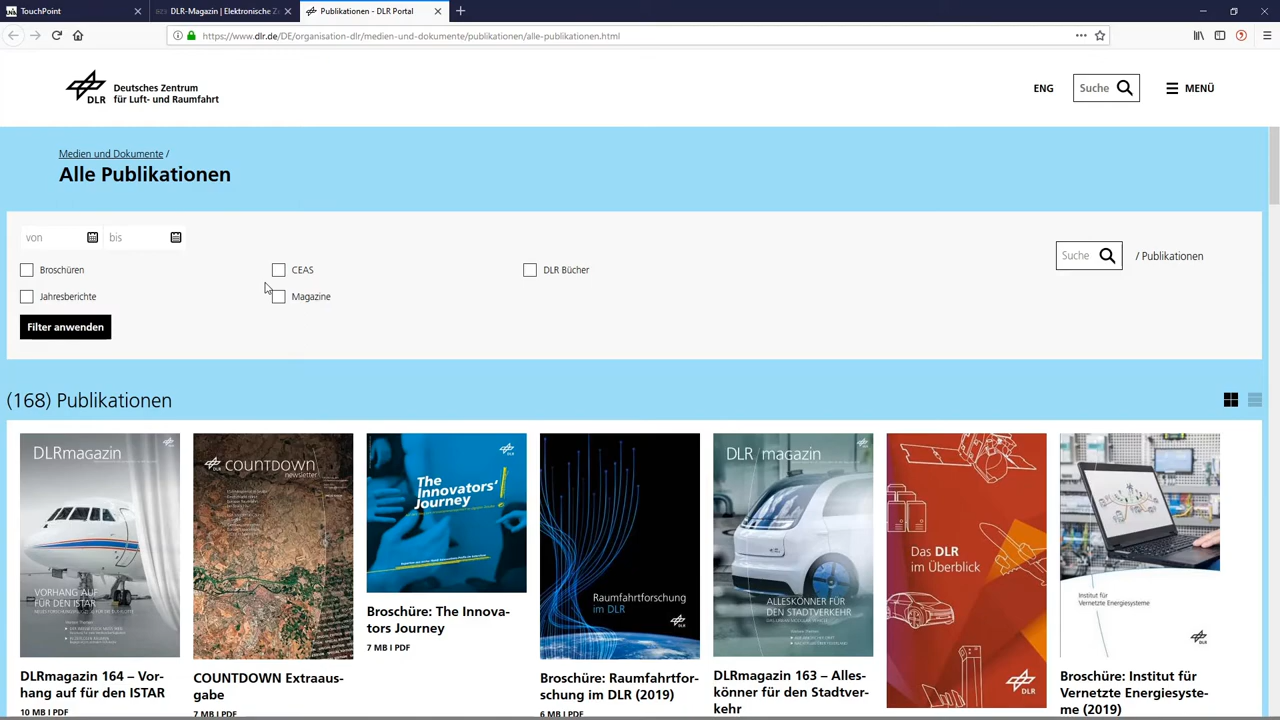 TouchPoint
DLR-Magazin | Elektronische Z
Publikationen - DLR Portal
https://www.dlr.de/DE/organisation-dlr/medien-und-dokumente/publikationen/alle-publikationen.html
DLR
Deutsches Zentrum
für Luft- und Raumfahrt
ENG
Suche
MENÜ
Medien und Dokumente /
Alle Publikationen
von
bis
Broschüren
CEAS
DLR Bücher
Jahresberichte
Magazine
Suche
/ Publikationen
Filter anwenden
(168) Publikationen
DLRmagazin
VORHANG AUF
FÜR DEN ISTAR
DLRmagazin 164 – Vor-
hang auf für den ISTAR
10 MB I PDF
COUNTDOWN
newsletter
COUNTDOWN Extraaus-
gabe
7 MB I PDF
The
Innovators'
Journey
Broschüre: The Innova-
tors Journey
7 MB I PDF
Raumfahrtforschung
im DLR
Broschüre: Raumfahrtfor-
schung im DLR (2019)
6 MB I PDF
DLR magazin
ALLESKÖNNER FÜR
DEN STADTVERKEHR
DLRmagazin 163 – Alles-
könner für den Stadtver-
kehr
Das DLR
im Überblick
DLR
Institut für
Vernetzte Energiesysteme
Broschüre: Institut für
Vernetzte Energiesyste-
me (2019)